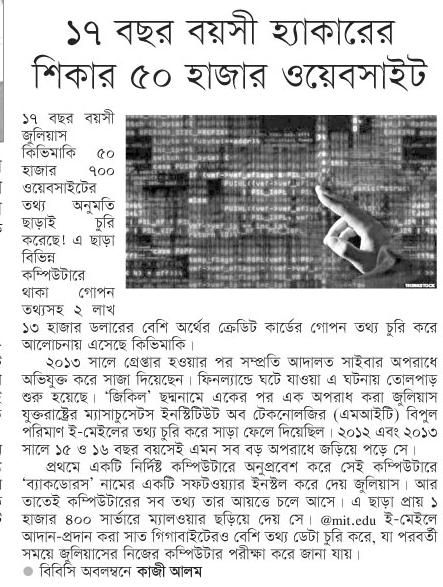 ১৭ বছর বয়সী হ্যাকারের
শিকার ৫০ হাজার ওয়েবসাইট
১৭ বছর বয়সী
জুলিয়াস
কিভিমাকি ৫০
হাজার ৭০০
ওয়েবসাইটের
তথ্য অনুমতি
ছাড়াই চুরি
করেছে! এ ছাড়া
বিভিন্ন
কম্পিউটারে
থাকা গোপন
তথ্যসহ ২ লাখ
THINKSTOCK
১৩ হাজার ডলারের বেশি অর্থের ক্রেডিট কার্ডের গোপন তথ্য চুরি করে
আলোচনায় এসেছে কিভিমাকি।
২০১৩ সালে গ্রেপ্তার হওয়ার পর সম্প্রতি আদালত সাইবার অপরাধে
অভিযুক্ত করে সাজা দিয়েছেন। ফিনল্যান্ডে ঘটে যাওয়া এ ঘটনায় তোলপাড়
শুরু হয়েছে। ‘জিকিল’ ছদ্মনামে একের পর এক অপরাধ করা জুলিয়াস
যুক্তরাষ্ট্রের ম্যাসাচুসেটস ইনস্টিটিউট অব টেকনোলজির (এমআইটি) বিপুল
পরিমাণ ই-মেইলের তথ্য চুরি করে সাড়া ফেলে দিয়েছিল। ২০১২ এবং ২০১৩
সালে ১৫ ও ১৬ বছর বয়সেই এমন সব বড় অপরাধে জড়িয়ে পড়ে সে।
প্রথমে একটি নির্দিষ্ট কম্পিউটারে অনুপ্রবেশ করে সেই কম্পিউটারে
‘ব্যাকডোরস’ নামের একটি সফটওয়্যার ইনস্টল করে দেয় জুলিয়াস। আর
তাতেই কম্পিউটারের সব তথ্য তার আয়ত্তে চলে আসে। এ ছাড়া প্রায় ১
হাজার ৪০০ সার্ভারে ম্যালওয়ার ছড়িয়ে দেয় সে। @mit.edu ই-মেইলে
আদান-প্রদান করা সাত গিগাবাইটেরও বেশি তথ্য ডেটা চুরি করে, যা পরবর্তী
সময়ে জুলিয়াসের নিজের কম্পিউটার পরীক্ষা করে জানা যায়।
● বিবিসি অবলম্বনে কাজী আলম